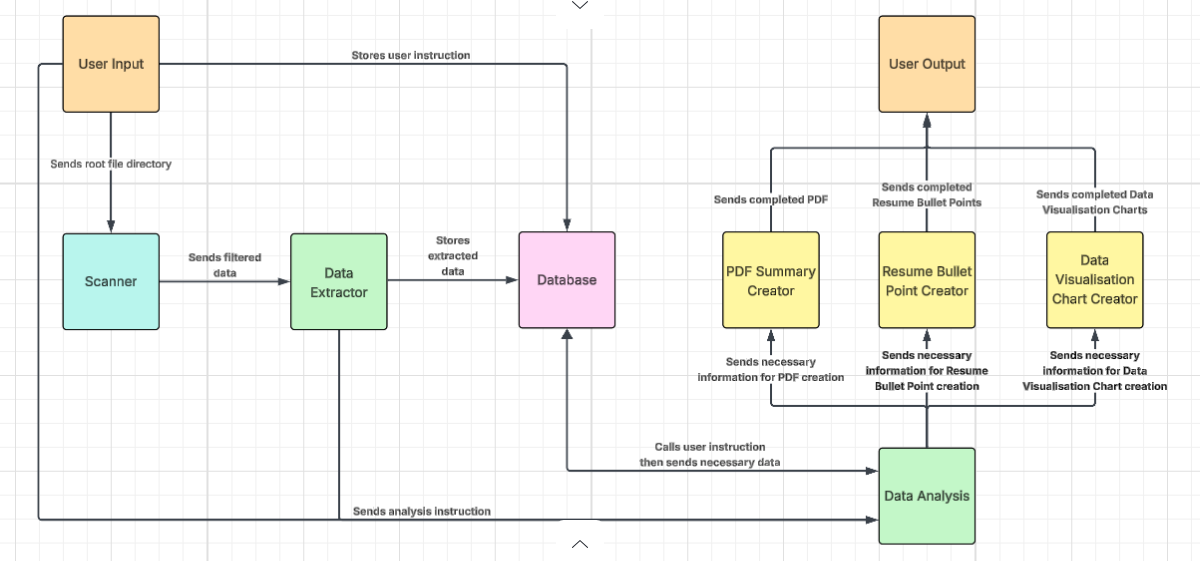 User Input
User Output
Stores user instruction
Sends root file directory
Sends completed PDF
Sends completed
Resume Bullet Points
Sends completed Data
Visualisation Charts
Scanner
Sends filtered
data
Data
Extractor
Stores
extracted
data
Database
PDF Summary
Creator
Resume Bullet
Point Creator
Data
Visualisation
Chart Creator
Sends necessary
information for PDF creation
Sends necessary
information for Resume
Bullet Point creation
Sends necessary
information for Data
Visualisation Chart creation
Calls user instruction
then sends necessary data
Data Analysis
Sends analysis instruction